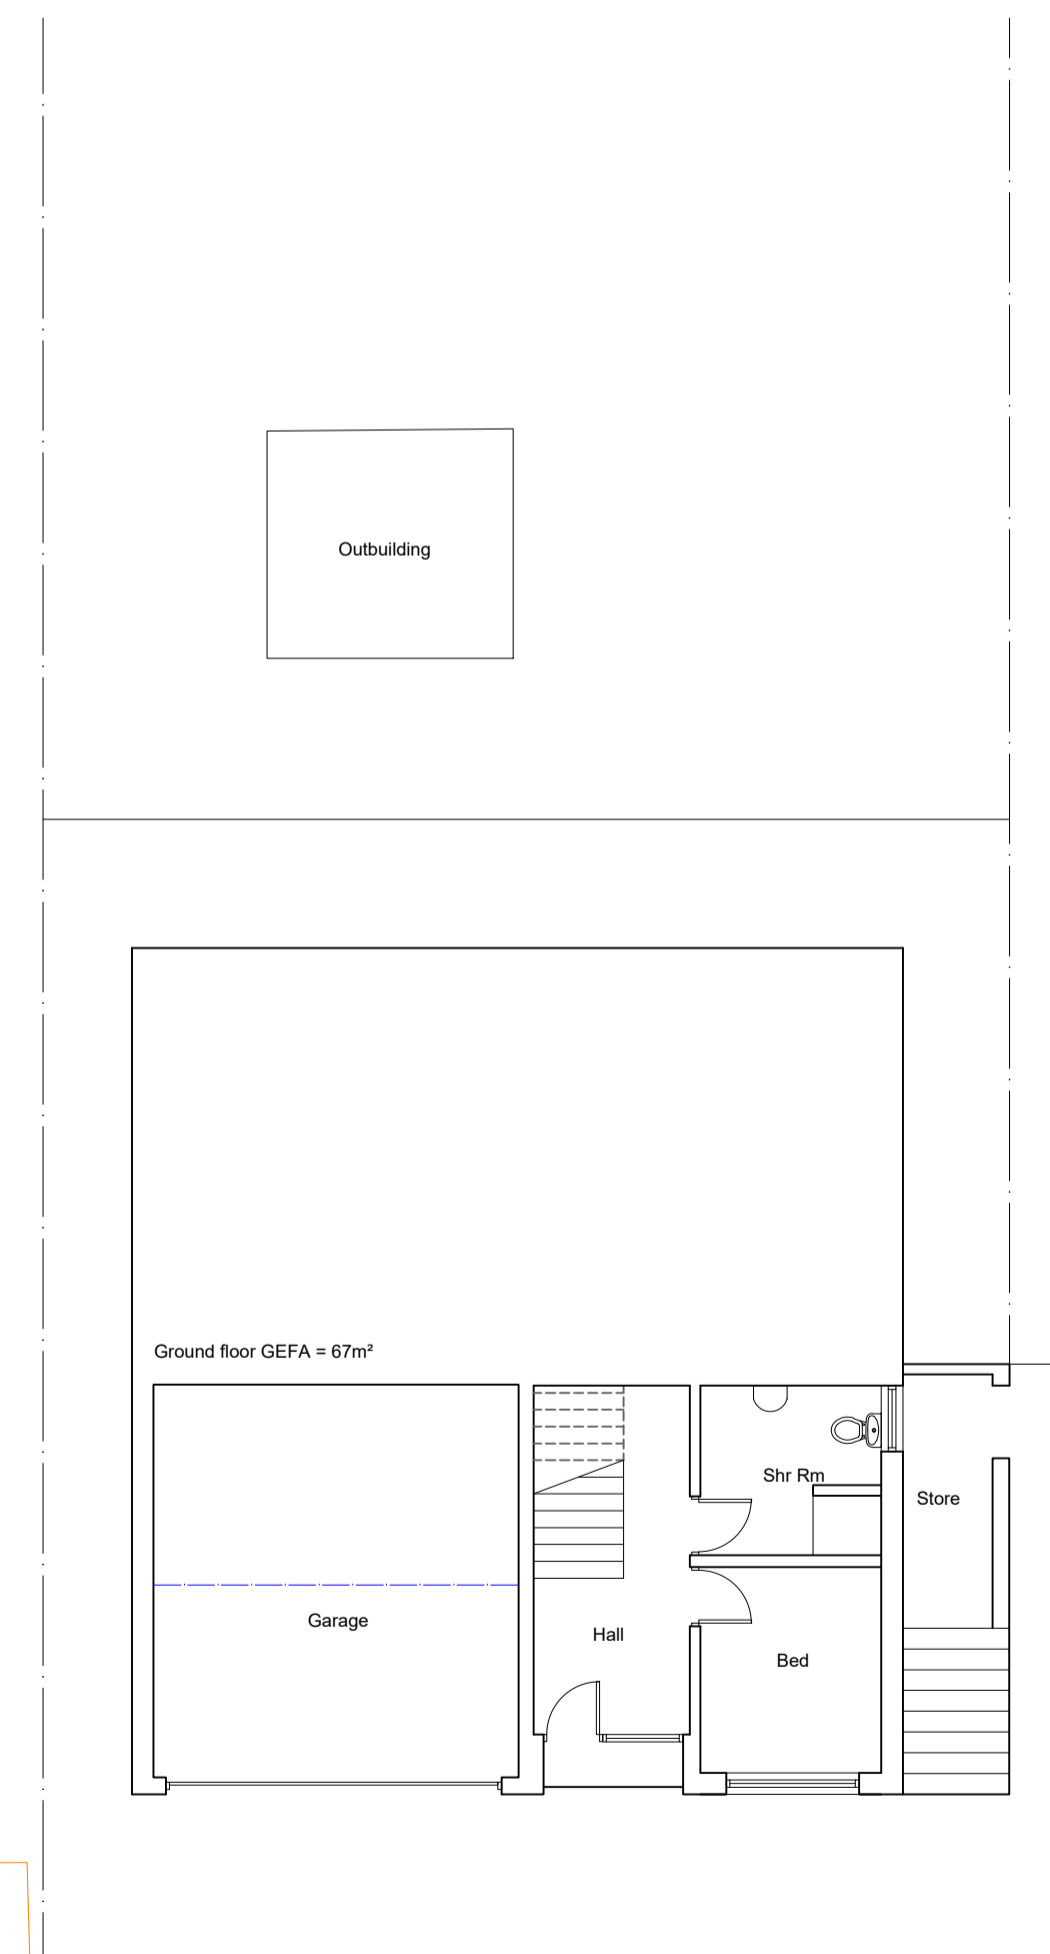 Outbuilding
Ground floor GEFA = 67m²
Shr Rm
Store
Garage
Hall
Bed